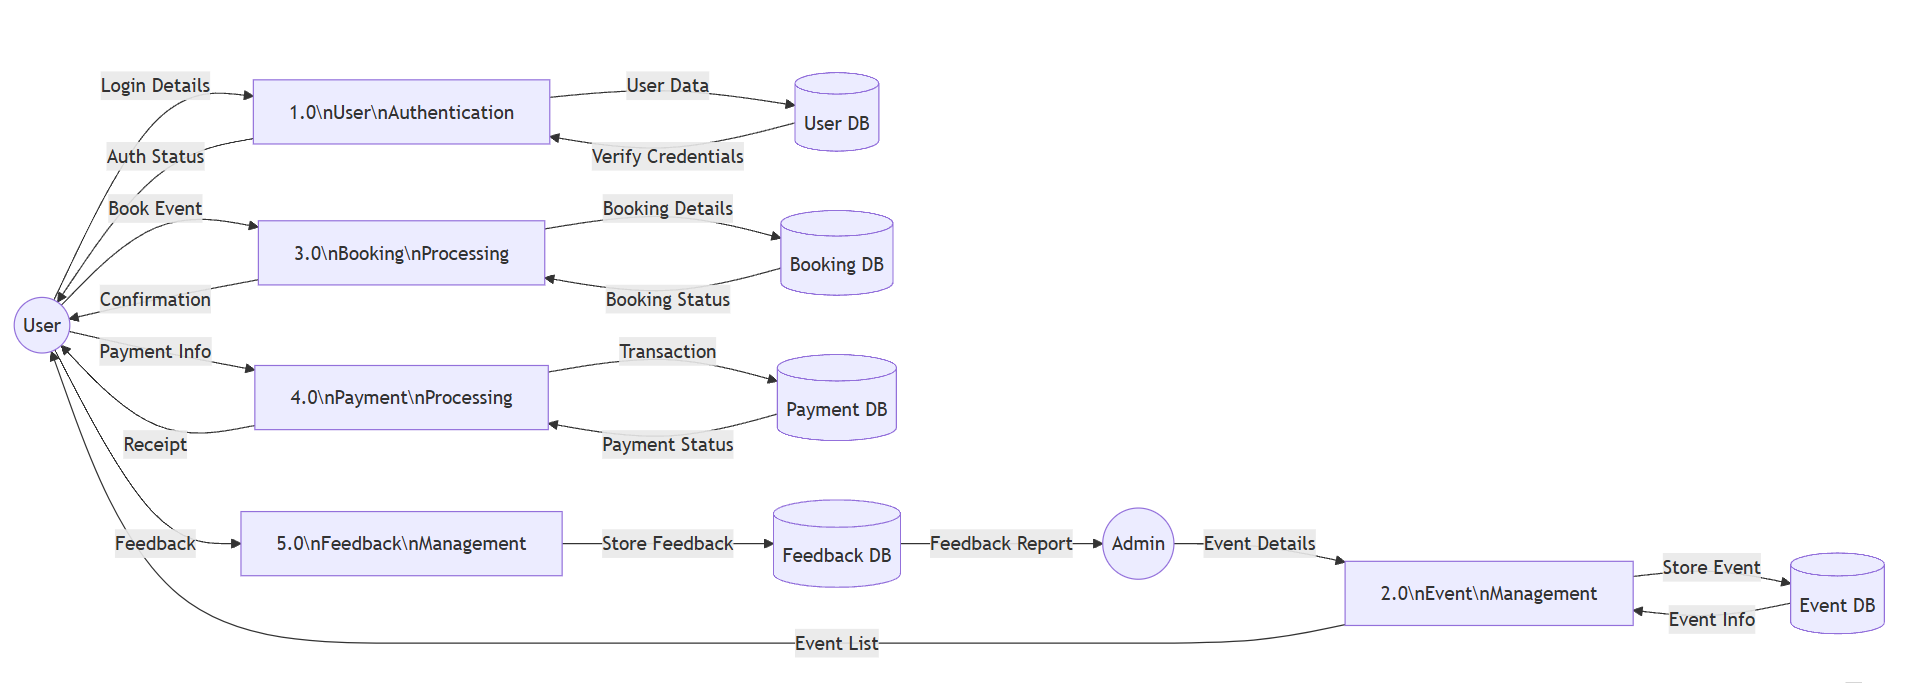 Login Details
1.0\nUser\nAuthentication
User Data
User DB
Auth Status
Verify Credentials
Book Event
3.0\nBooking\nProcessing
Booking Details
Booking DB
Confirmation
Booking Status
User
Payment Info
4.0\nPayment\nProcessing
Transaction
Payment DB
Receipt
Payment Status
Feedback
5.0\nFeedback\nManagement
Store Feedback
Feedback DB
Feedback Report
Admin
Event Details
2.0\nEvent\nManagement
Store Event
Event DB
Event Info
Event List